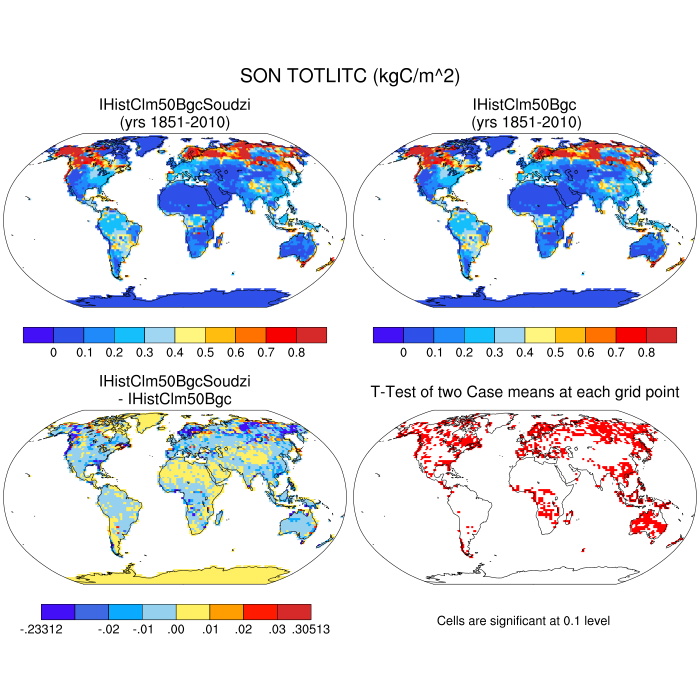 SON TOTLITC (kgC/m^2)
IHistClm50BgcSoudzi
(yrs 1851-2010)
IHistClm50Bgc
(yrs 1851-2010)
0 0.1 0.2 0.3 0.4 0.5 0.6 0.7 0.8
0 0.1 0.2 0.3 0.4 0.5 0.6 0.7 0.8
IHistClm50BgcSoudzi
- IHistClm50Bgc
T-Test of two Case means at each grid point
-.23312 -.02 -.01 .00 .01 .02 .03 .30513
Cells are significant at 0.1 level